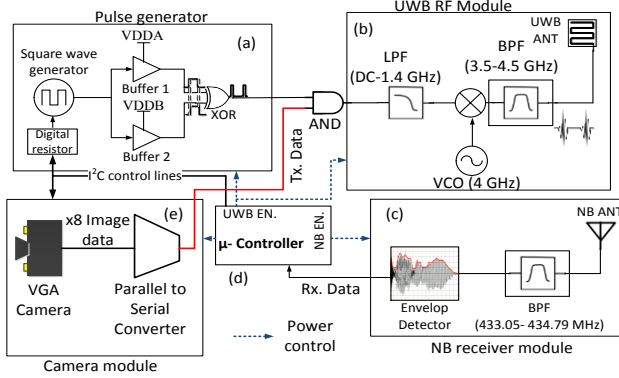 Pulse generator
(a)
Square wave
generator
VDDA
Buffer 1
VDDB
Buffer 2
XOR
Digital
resistor
I²C control lines
AND
Tx. Data
UWB RF Module
(b)
UWB
ANT
LPF
(DC-1.4 GHz)
BPF
(3.5-4.5 GHz)
VCO (4 GHz)
x8 Image
data
(e)
VGA
Camera
Parallel to
Serial
Converter
Camera module
UWB EN.
NB EN.
μ- Controller
(d)
Rx. Data
Power
control
(c)
NB ANT
Envelop
Detector
BPF
(433.05- 434.79 MHz)
NB receiver module